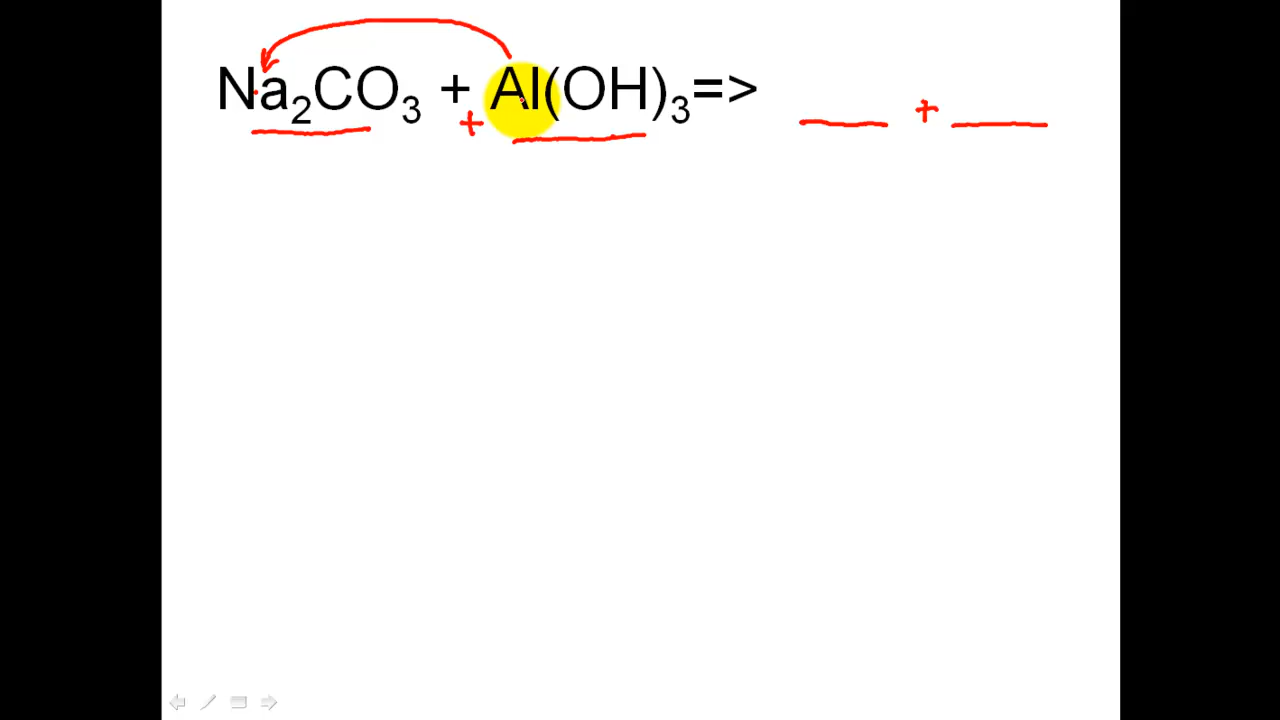 Na₂CO₃ + Al(OH)₃=> ___ + ___
+